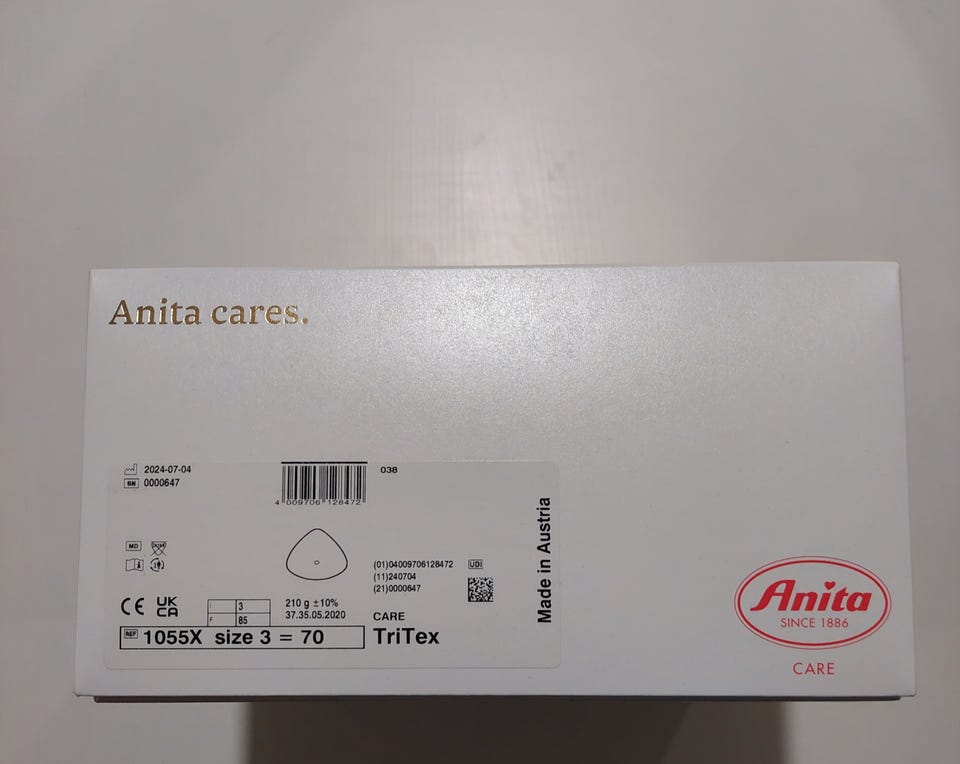 Anita cares.
2024-07-04
SN 0000647
4 009706 128472
038
MD
(01)04009706128472
UDI
(11)240704
(21)0000647
CE UK CA
I 3
F 85
210 g ±10%
37.35.05.2020
CARE
REF 1055X size 3 = 70
TriTex
Made in Austria
Anita
SINCE 1886
CARE